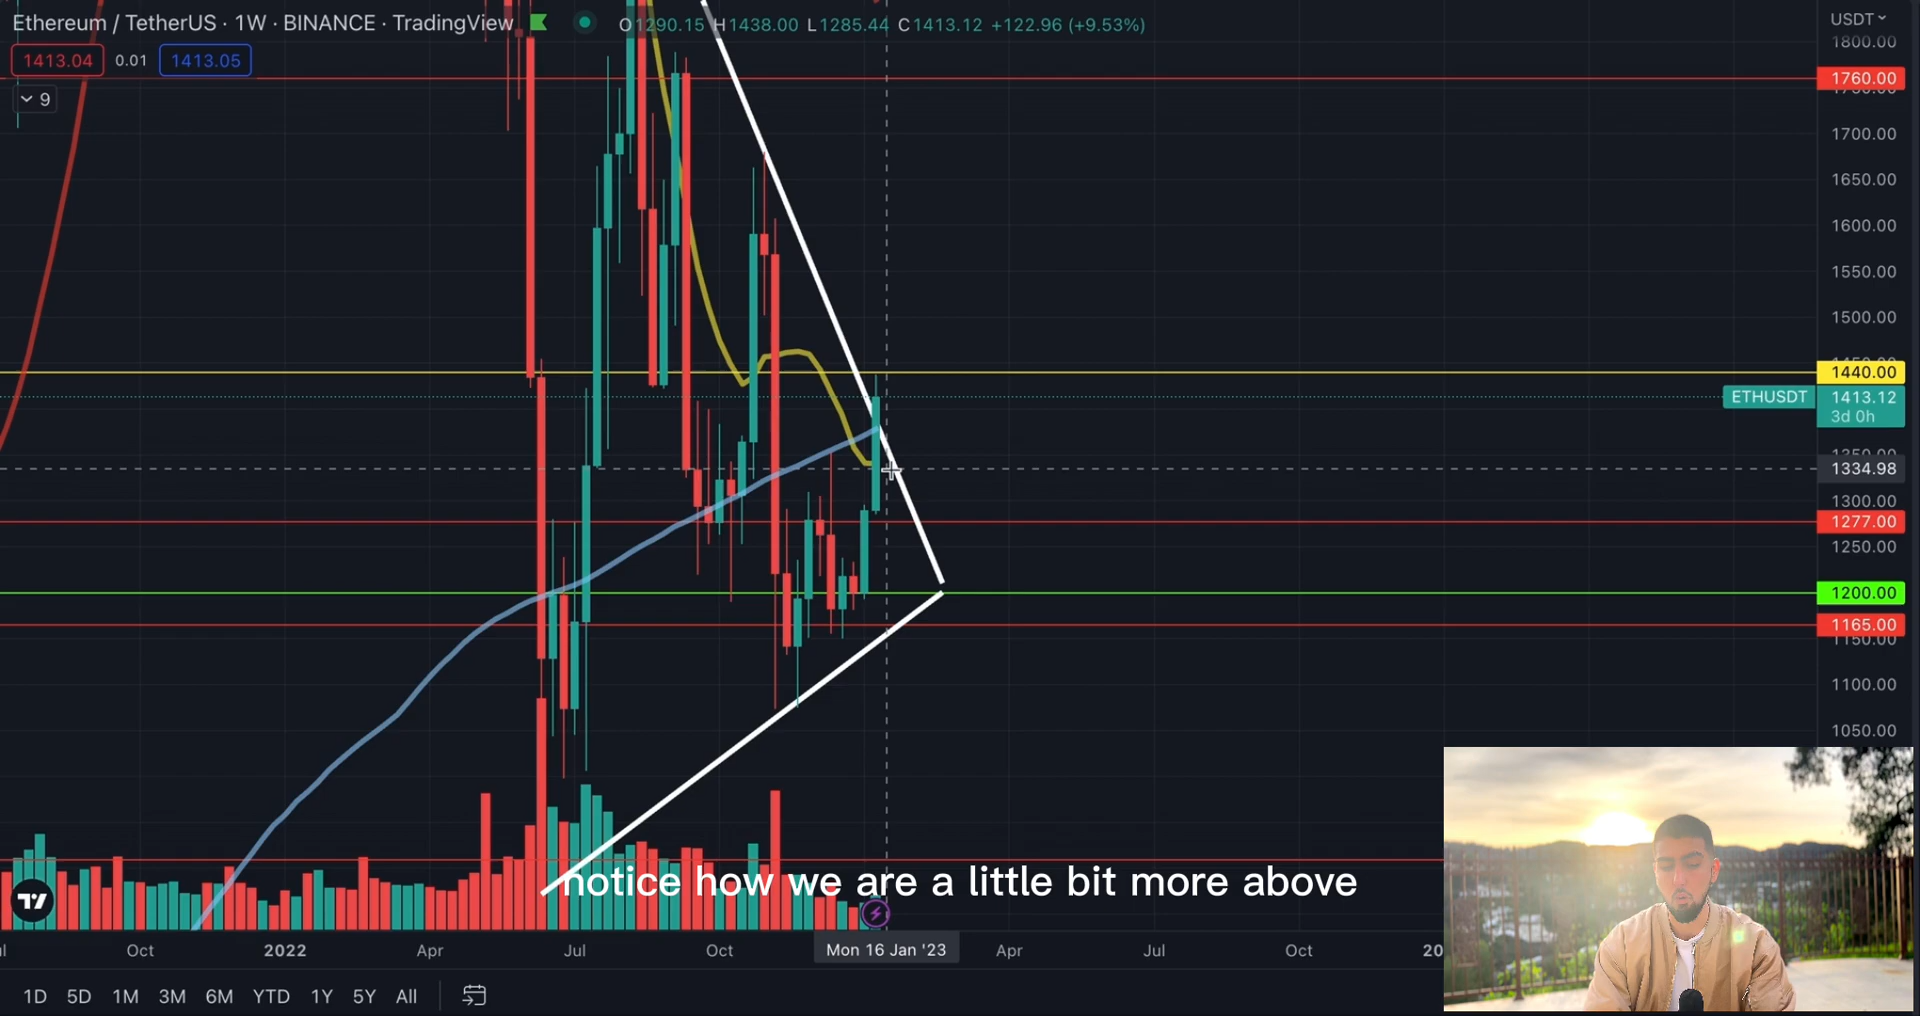 Ethereum / TetherUS · 1W · BINANCE · TradingView
O1290.15 H1438.00 L1285.44 C1413.12 +122.96 (+9.53%)
1413.04 0.01 1413.05
9
USDT
1800.00
1760.00
1700.00
1650.00
1600.00
1550.00
1500.00
1440.00
ETHUSDT 1413.12
3d 0h
1334.98
1300.00
1277.00
1250.00
1200.00
1165.00
1150.00
1100.00
1050.00
notice how we are a little bit more above
Oct 2022 Apr Jul Oct Mon 16 Jan '23 Apr Jul Oct 20
1D 5D 1M 3M 6M YTD 1Y 5Y All